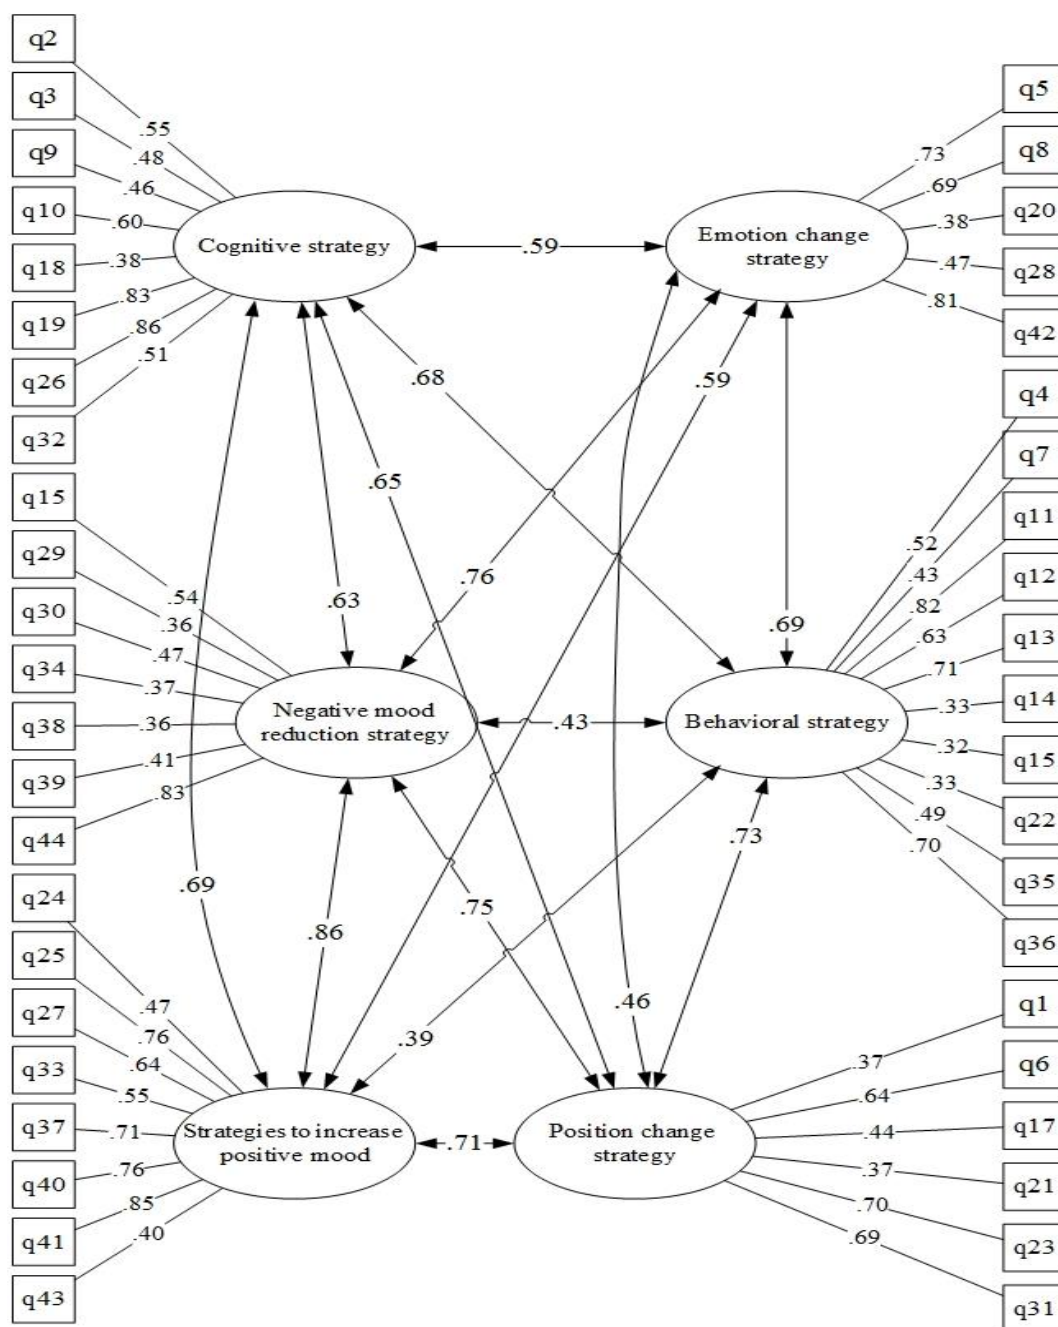 q2
q3
q9
q10
q18
q19
q26
q32
.55
.48
.46
.60
.38
.83
.86
.51
Cognitive strategy
.59
Emotion change
strategy
.73
.69
.38
.47
.81
q5
q8
q20
q28
q42
.68
.59
.65
.63
.76
.69
q15
q29
q30
q34
q38
q39
q44
.54
.36
.47
.37
.36
.41
.83
Negative mood
reduction strategy
.43
Behavioral strategy
.52
.43
.82
.63
.71
.33
.32
.33
.49
.70
q4
q7
q11
q12
q13
q14
q15
q22
q35
q36
.69
.86
.75
.73
.39
.46
q24
q25
q27
q33
q37
q40
q41
q43
.47
.76
.64
.55
.71
.76
.85
.40
Strategies to increase
positive mood
.71
Position change
strategy
.37
.64
.44
.37
.70
.69
q1
q6
q17
q21
q23
q31